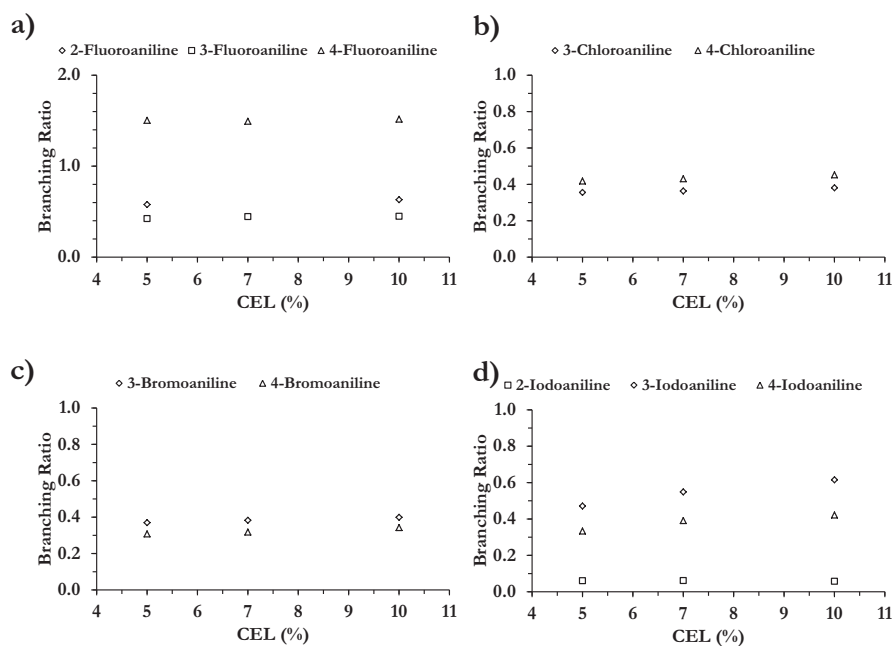 a)
◇ 2-Fluoroaniline □ 3-Fluoroaniline △ 4-Fluoroaniline
2.0
1.0
0.0
Branching Ratio
4 5 6 7 8 9 10 11
CEL (%)
b)
◇ 3-Chloroaniline △ 4-Chloroaniline
1.0
0.8
0.6
0.4
0.2
0.0
Branching Ratio
4 5 6 7 8 9 10 11
CEL (%)
c)
◇ 3-Bromoaniline △ 4-Bromoaniline
1.0
0.8
0.6
0.4
0.2
0.0
Branching Ratio
4 5 6 7 8 9 10 11
CEL (%)
d)
□ 2-Iodoaniline ◇ 3-Iodoaniline △ 4-Iodoaniline
1.0
0.8
0.6
0.4
0.2
0.0
Branching Ratio
4 5 6 7 8 9 10 11
CEL (%)